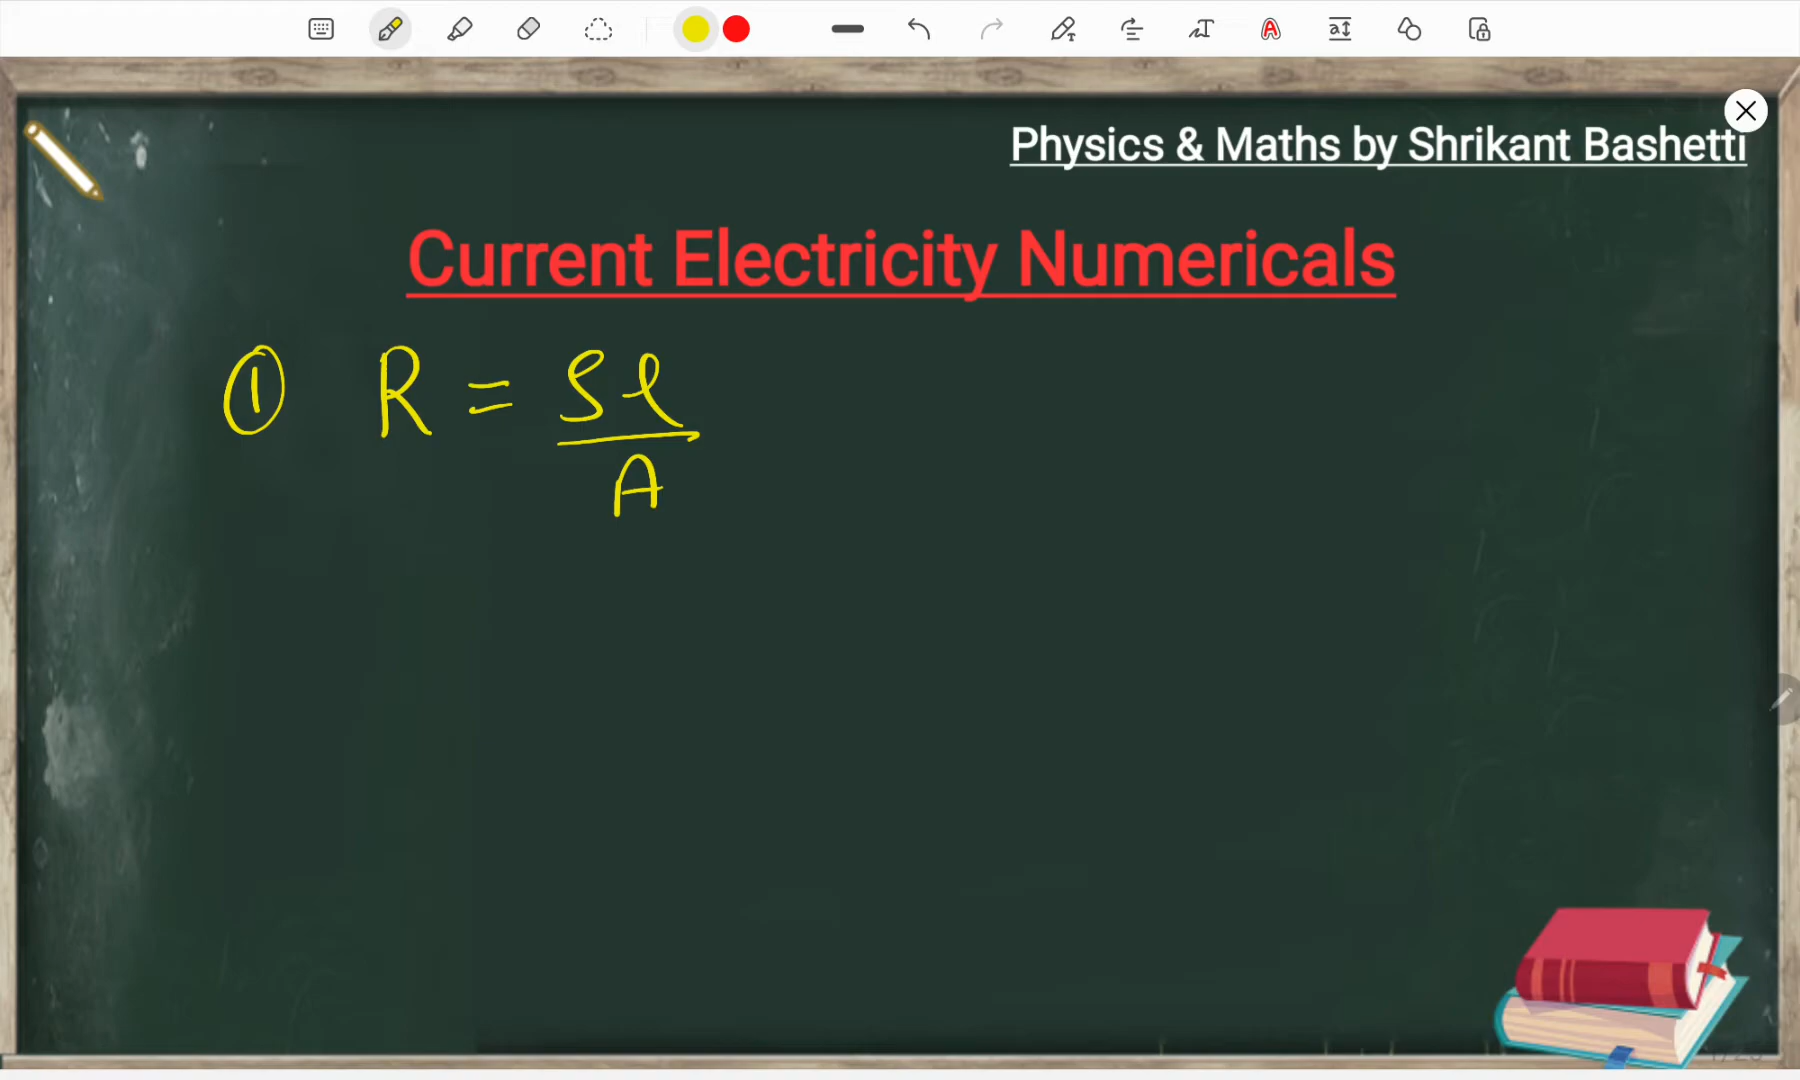 Physics & Maths by Shrikant Bashetti
Current Electricity Numericals
① R = ρl
A